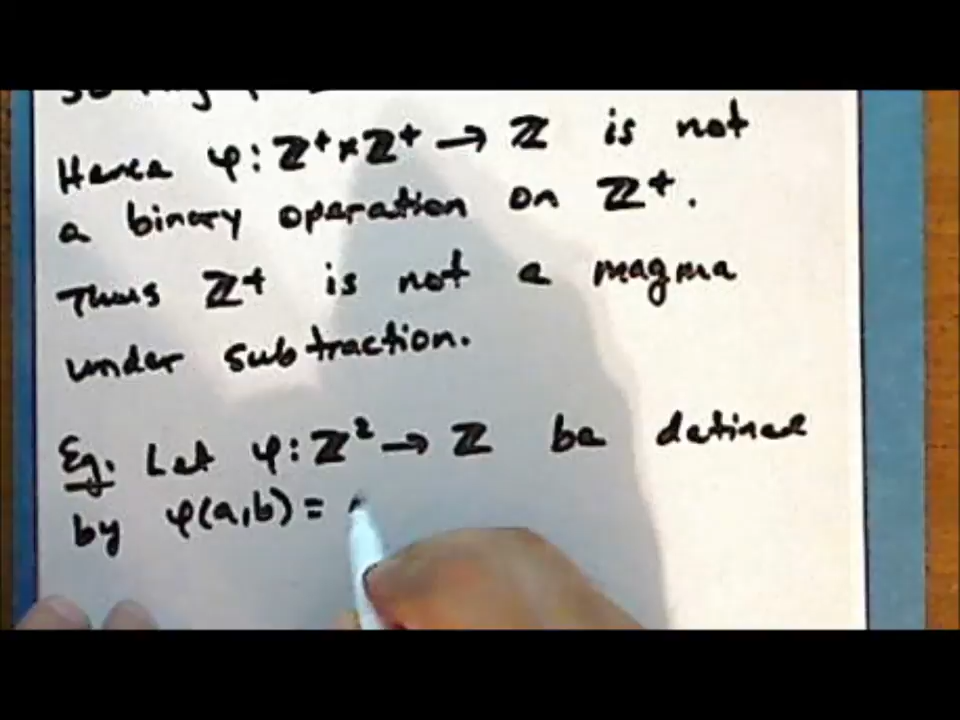 Hence φ: ℤ⁺×ℤ⁺ → ℤ is not
a binary operation on ℤ⁺.
Thus ℤ⁺ is not a magma
under subtraction.
Eg. Let φ: ℤ² → ℤ be defined
by φ(a,b) =